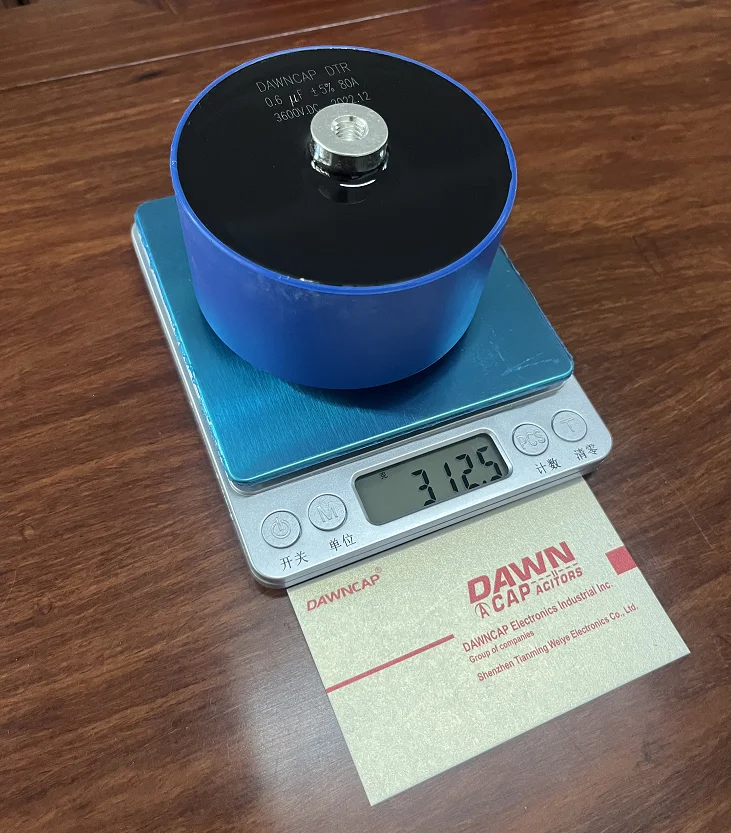 DAWNCAP DTR
0.6 μF ±5% 80A
3600V.DC 2022.12
克
312.5
PCS
T
计数
清零
M
开关
单位
DAWNCAP®
DAWN
CAP ACITORS
DAWNCAP Electronics Industrial Inc.
Group of companies
Shenzhen Tianming Weiye Electronics Co., Ltd.